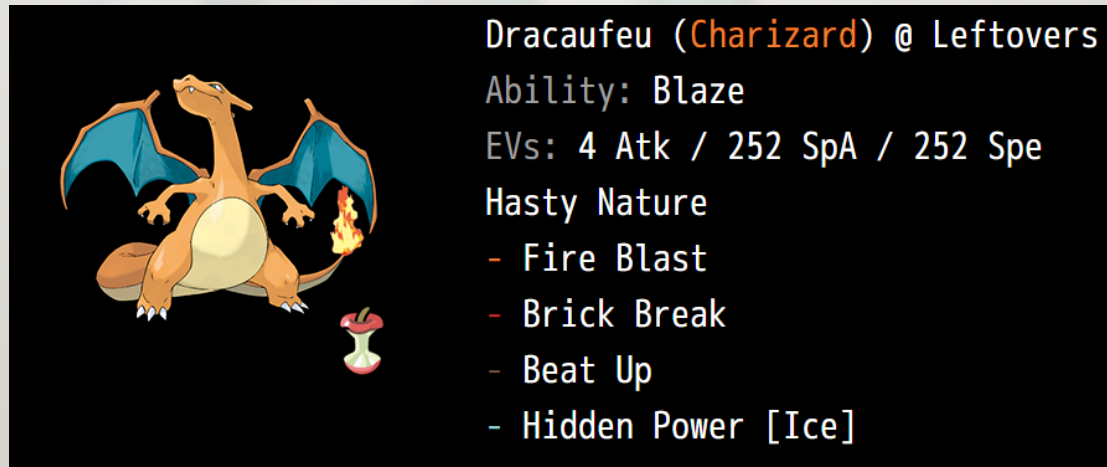 Dracaufeu (Charizard) @ Leftovers
Ability: Blaze
EVs: 4 Atk / 252 SpA / 252 Spe
Hasty Nature
- Fire Blast
- Brick Break
- Beat Up
- Hidden Power [Ice]